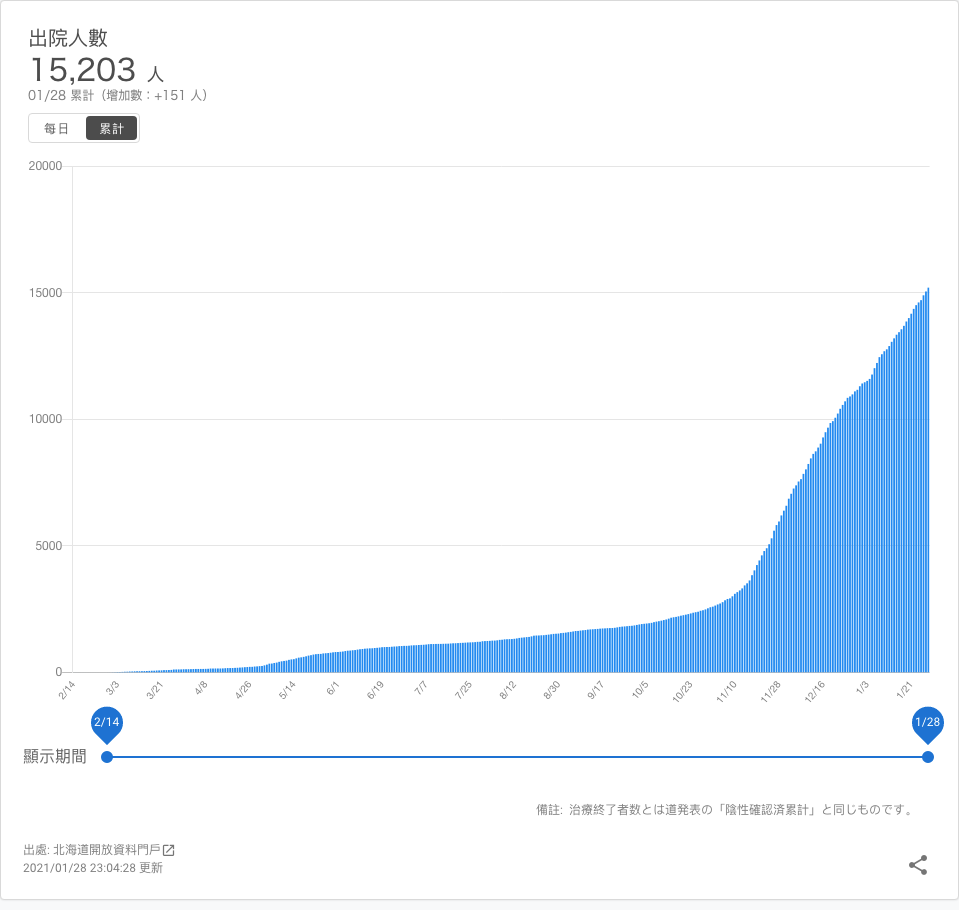 出院人數
15,203 人
01/28 累計（增加數：+151 人）
每日 累計
20000
15000
10000
5000
0
2/14 3/3 3/21 4/8 4/26 5/14 6/1 6/19 7/7 7/25 8/12 8/30 9/17 10/5 10/23 11/10 11/28 12/16 1/3 1/21
2/14 1/28
顯示期間
備註: 治療終了者数とは道発表の「陰性確認済累計」と同じものです。
出處: 北海道開放資料門戶
2021/01/28 23:04:28 更新